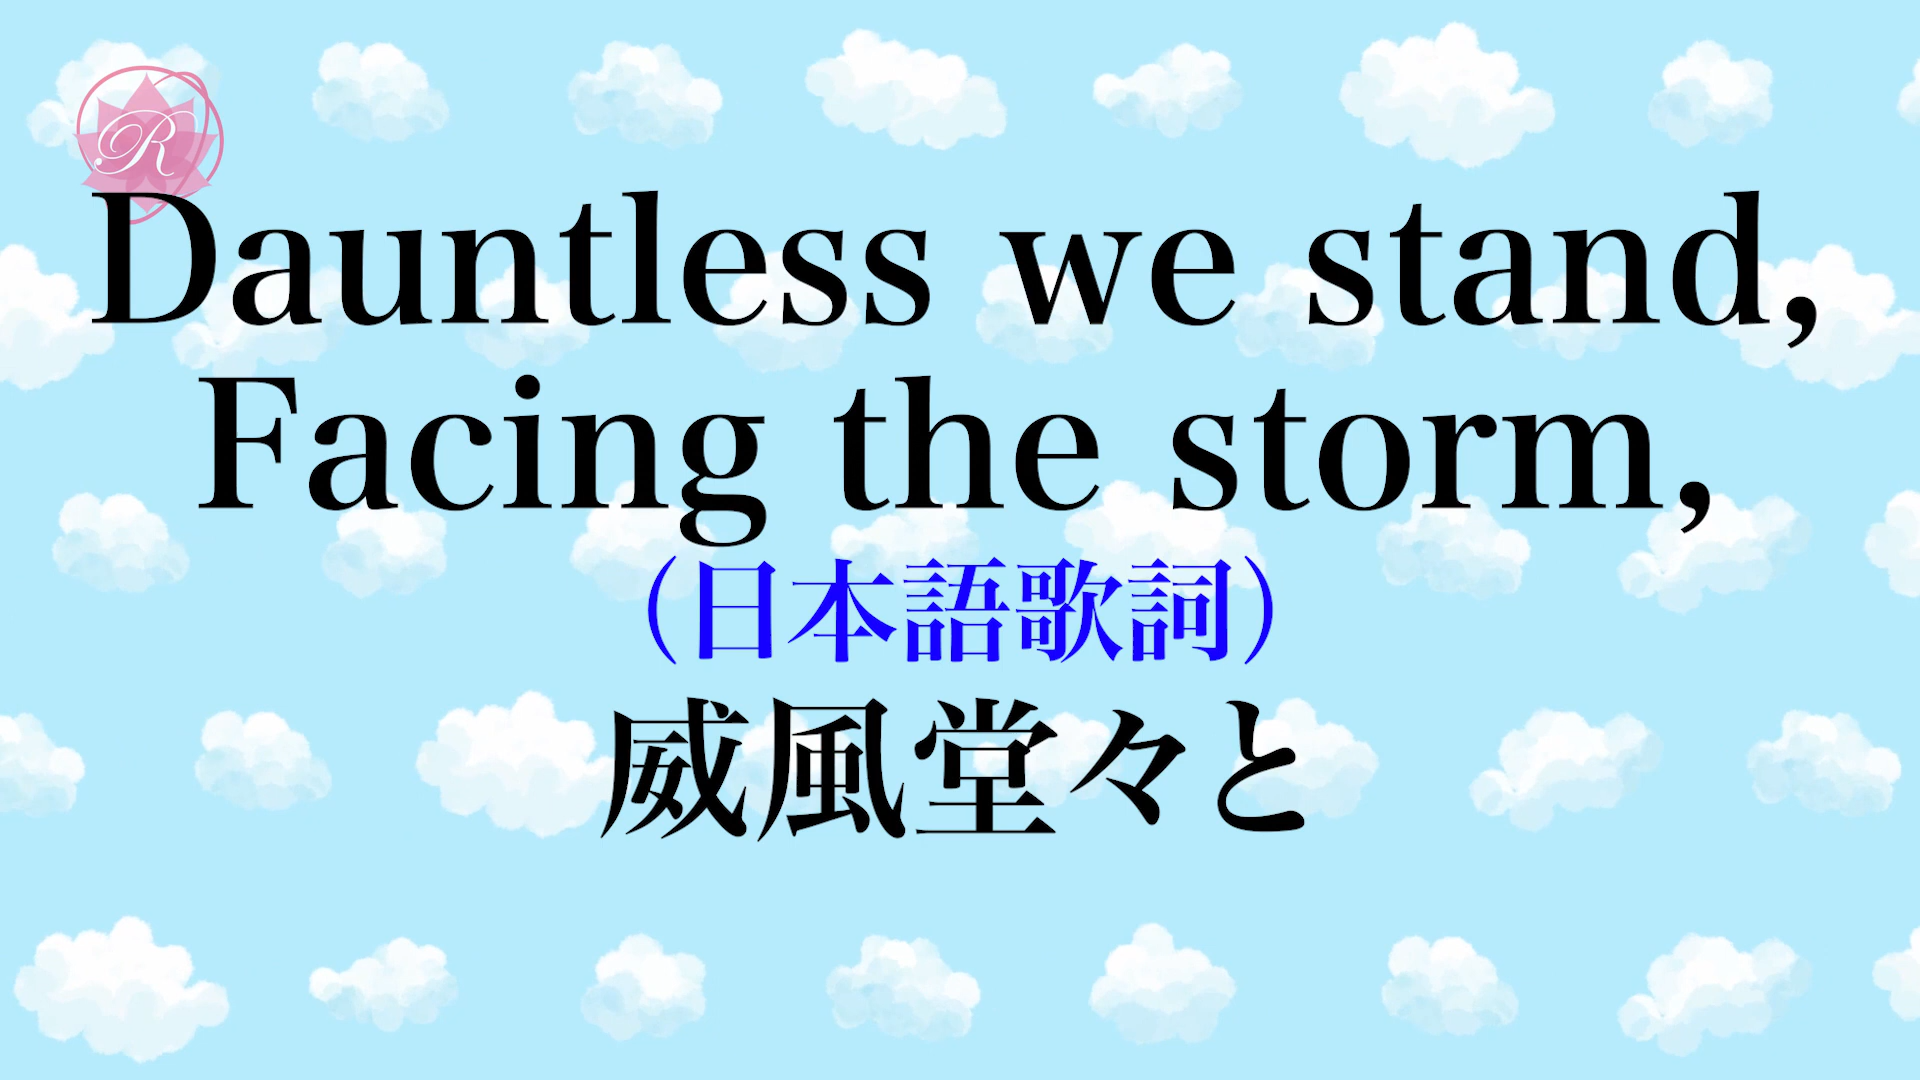 R
Dauntless we stand,
Facing the storm,
（日本語歌詞）
威風堂々と